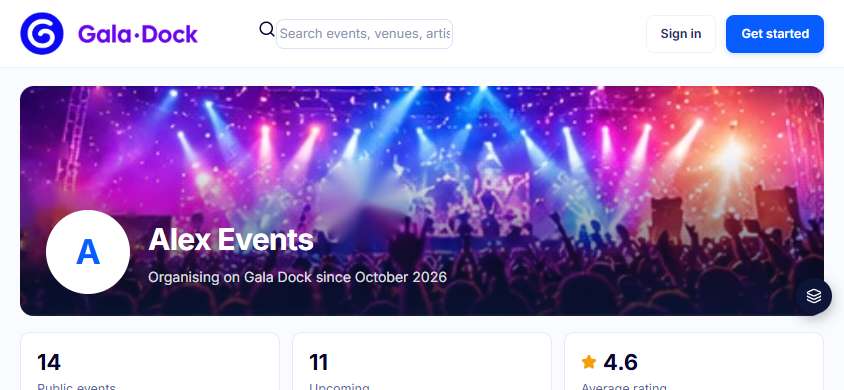 Gala·Dock
Search events, venues, artis
Sign in
Get started
A
Alex Events
Organising on Gala Dock since October 2026
14
Public events
11
Upcoming
4.6
Average rating